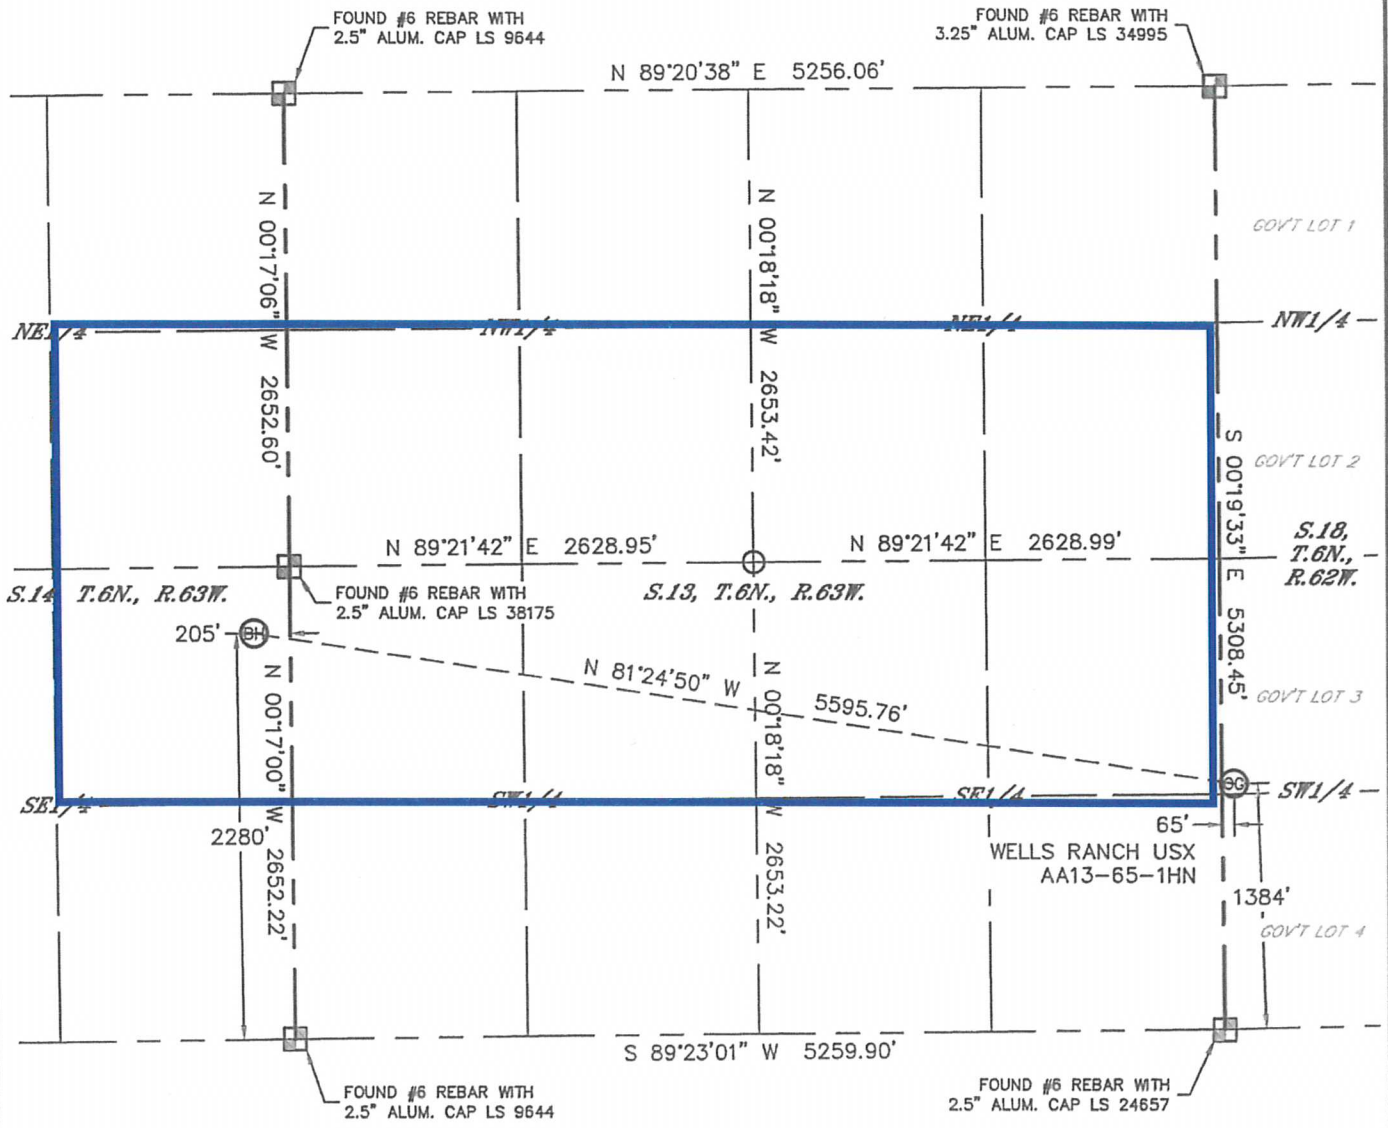 FOUND #6 REBAR WITH
2.5" ALUM. CAP LS 9644
FOUND #6 REBAR WITH
3.25" ALUM. CAP LS 34995
N 89°20'38" E 5256.06'
N 00°17'06" W 2652.60'
N 00°18'18" W 2653.42'
GOV'T LOT 1
NE1/4
NW1/4
NE1/4
NW1/4
S 00°19'33" E 5308.45'
GOV'T LOT 2
N 89°21'42" E 2628.95'
N 89°21'42" E 2628.99'
S.18,
T.6N.,
R.62W.
S.14 T.6N., R.63W.
FOUND #6 REBAR WITH
2.5" ALUM. CAP LS 38175
S.13, T.6N., R.63W.
205'
BH
N 81°24'50" W 5595.76'
N 00°17'00" W 2652.22'
N 00°18'18" W 2653.22'
GOV'T LOT 3
SE1/4
SW1/4
SE1/4
SW1/4
2280'
65'
WELLS RANCH USX
AA13-65-1HN
1384'
GOV'T LOT 4
S 89°23'01" W 5259.90'
FOUND #6 REBAR WITH
2.5" ALUM. CAP LS 9644
FOUND #6 REBAR WITH
2.5" ALUM. CAP LS 24657